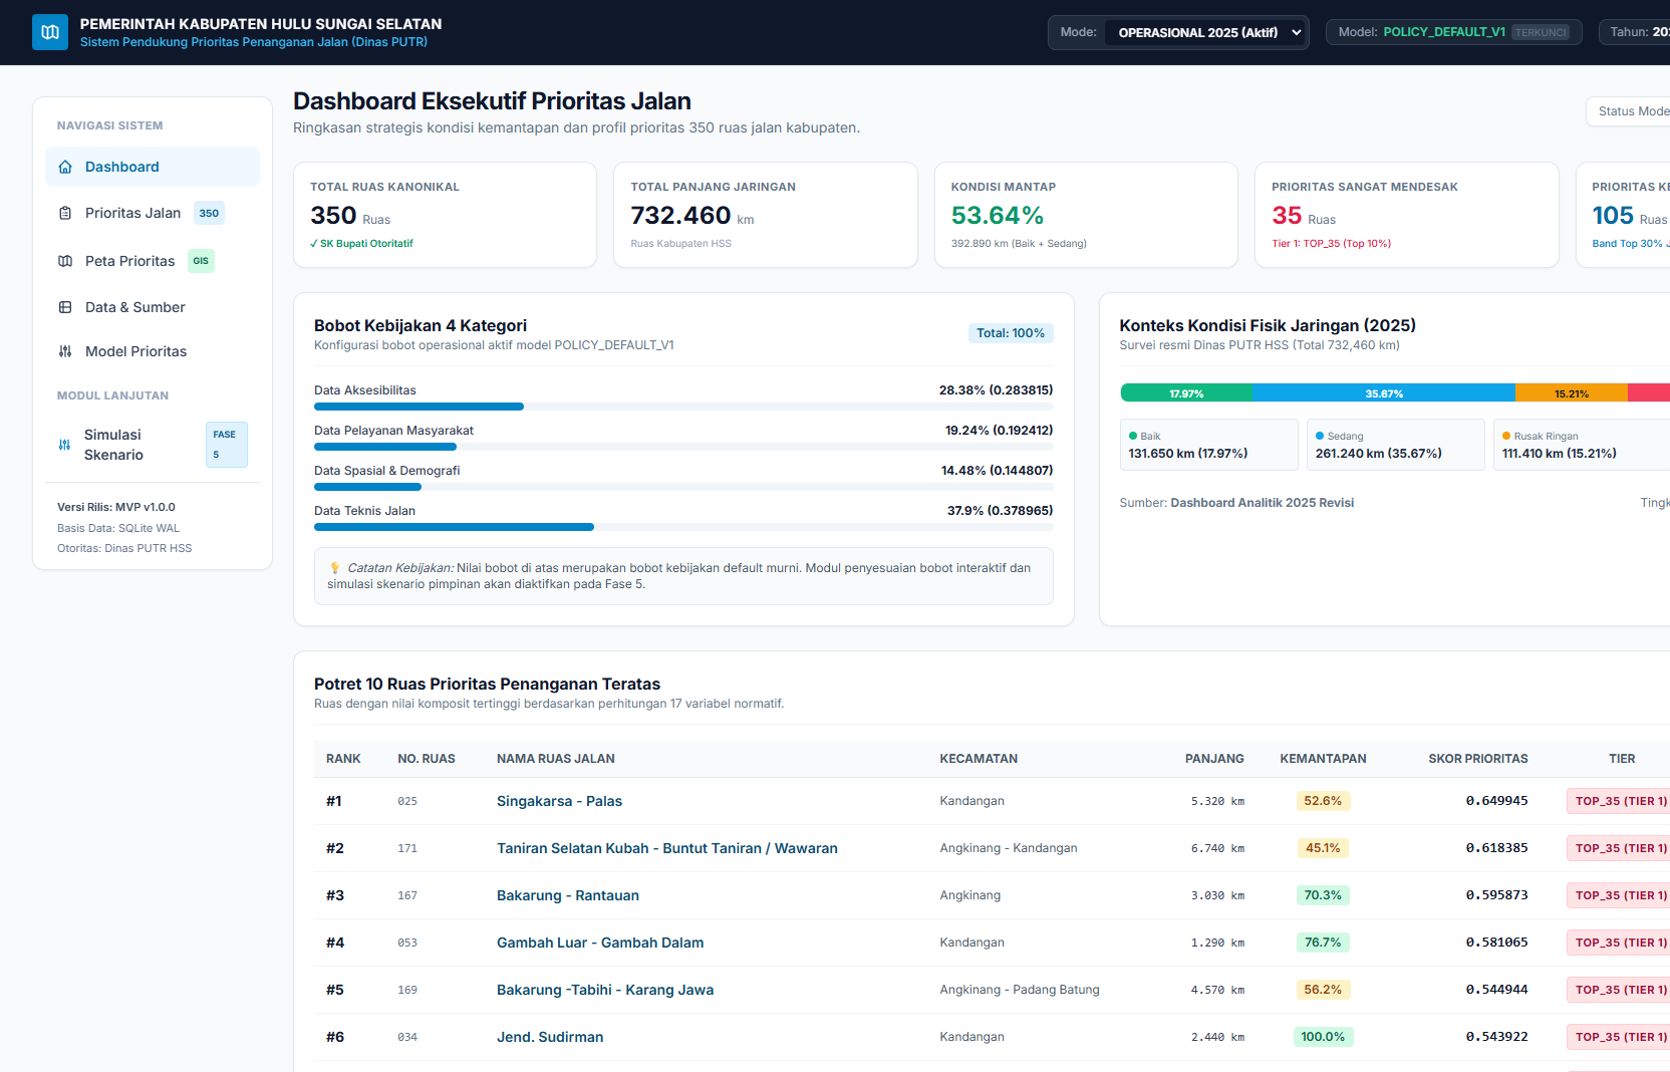 PEMERINTAH KABUPATEN HULU SUNGAI SELATAN
Sistem Pendukung Prioritas Penanganan Jalan (Dinas PUTR)
Mode: OPERASIONAL 2025 (Aktif)
Model: POLICY_DEFAULT_V1 TERKUNCI
Tahun:
NAVIGASI SISTEM
Dashboard
Prioritas Jalan 350
Peta Prioritas GIS
Data & Sumber
Model Prioritas
MODUL LANJUTAN
Simulasi
Skenario
FASE
5
Versi Rilis: MVP v1.0.0
Basis Data: SQLite WAL
Otoritas: Dinas PUTR HSS
Dashboard Eksekutif Prioritas Jalan
Ringkasan strategis kondisi kemantapan dan profil prioritas 350 ruas jalan kabupaten.
Status Mode
TOTAL RUAS KANONIKAL
350 Ruas
✓ SK Bupati Otoritatif
TOTAL PANJANG JARINGAN
732.460 km
Ruas Kabupaten HSS
KONDISI MANTAP
53.64%
392.890 km (Baik + Sedang)
PRIORITAS SANGAT MENDESAK
35 Ruas
Tier 1: TOP_35 (Top 10%)
PRIORITAS
105 Ruas
Band Top 30%
Bobot Kebijakan 4 Kategori
Konfigurasi bobot operasional aktif model POLICY_DEFAULT_V1
Total: 100%
Data Aksesibilitas 28.38% (0.283815)
Data Pelayanan Masyarakat 19.24% (0.192412)
Data Spasial & Demografi 14.48% (0.144807)
Data Teknis Jalan 37.9% (0.378965)
💡 Catatan Kebijakan: Nilai bobot di atas merupakan bobot kebijakan default murni. Modul penyesuaian bobot interaktif dan
simulasi skenario pimpinan akan diaktifkan pada Fase 5.
Konteks Kondisi Fisik Jaringan (2025)
Survei resmi Dinas PUTR HSS (Total 732,460 km)
17.97% 35.67% 15.21%
Baik
131.650 km (17.97%)
Sedang
261.240 km (35.67%)
Rusak Ringan
111.410 km (15.21%)
Sumber: Dashboard Analitik 2025 Revisi
Tingk
Potret 10 Ruas Prioritas Penanganan Teratas
Ruas dengan nilai komposit tertinggi berdasarkan perhitungan 17 variabel normatif.
RANK NO. RUAS NAMA RUAS JALAN KECAMATAN PANJANG KEMANTAPAN SKOR PRIORITAS TIER
#1 025 Singakarsa - Palas Kandangan 5.320 km 52.6% 0.649945 TOP_35 (TIER 1)
#2 171 Taniran Selatan Kubah - Buntut Taniran / Wawaran Angkinang - Kandangan 6.740 km 45.1% 0.618385 TOP_35 (TIER 1)
#3 167 Bakarung - Rantauan Angkinang 3.030 km 70.3% 0.595873 TOP_35 (TIER 1)
#4 053 Gambah Luar - Gambah Dalam Kandangan 1.290 km 76.7% 0.581065 TOP_35 (TIER 1)
#5 169 Bakarung -Tabihi - Karang Jawa Angkinang - Padang Batung 4.570 km 56.2% 0.544944 TOP_35 (TIER 1)
#6 034 Jend. Sudirman Kandangan 2.440 km 100.0% 0.543922 TOP_35 (TIER 1)